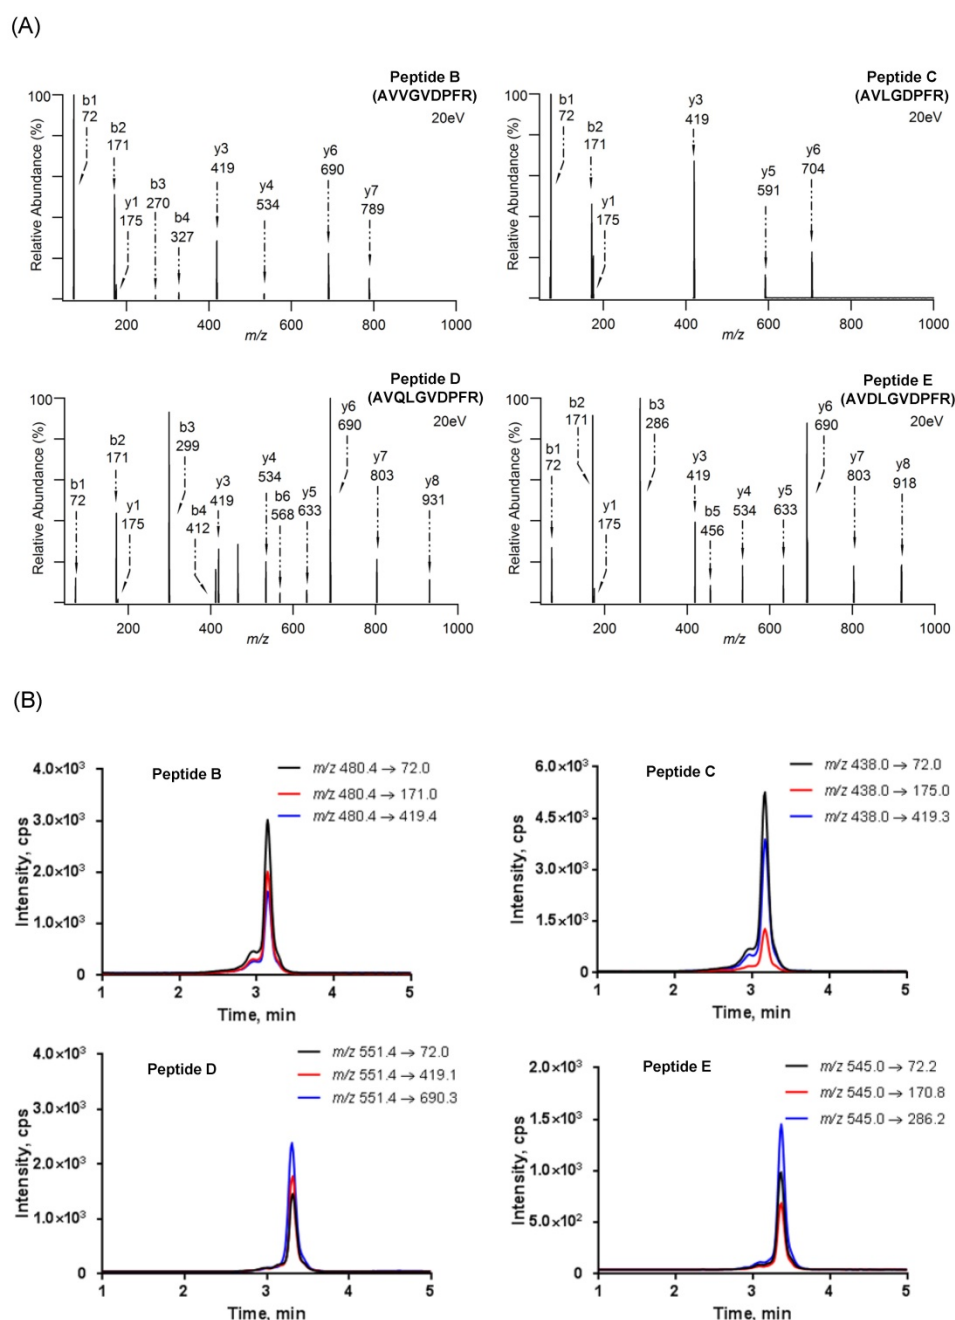 (A)
Peptide B
(AVVGVDPFR)
20eV
Relative Abundance (%)
100
b1
72
b2
171
y1
175
b3
270
b4
327
y3
419
y4
534
y6
690
y7
789
200
400
600
800
1000
m/z
Peptide C
(AVLGDPFR)
20eV
Relative Abundance (%)
100
b1
72
b2
171
y1
175
y3
419
y5
591
y6
704
200
400
600
800
1000
m/z
Peptide D
(AVQLGVDPFR)
20eV
Relative Abundance (%)
100
b1
72
b2
171
y1
175
b3
299
b4
412
y3
419
y4
534
b6
568
y5
633
y6
690
y7
803
y8
931
200
400
600
800
1000
m/z
Peptide E
(AVDLGVDPFR)
20eV
Relative Abundance (%)
100
b1
72
b2
171
y1
175
b3
286
y3
419
b5
456
y4
534
y5
633
y6
690
y7
803
y8
918
200
400
600
800
1000
m/z
(B)
Peptide B
m/z 480.4 → 72.0
m/z 480.4 → 171.0
m/z 480.4 → 419.4
Intensity, cps
4.0×10³
3.0×10³
2.0×10³
1.0×10³
0
1
2
3
4
5
Time, min
Peptide C
m/z 438.0 → 72.0
m/z 438.0 → 175.0
m/z 438.0 → 419.3
Intensity, cps
6.0×10³
4.5×10³
3.0×10³
1.5×10³
0
1
2
3
4
5
Time, min
Peptide D
m/z 551.4 → 72.0
m/z 551.4 → 419.1
m/z 551.4 → 690.3
Intensity, cps
4.0×10³
3.0×10³
2.0×10³
1.0×10³
0
1
2
3
4
5
Time, min
Peptide E
m/z 545.0 → 72.2
m/z 545.0 → 170.8
m/z 545.0 → 286.2
Intensity, cps
2.0×10³
1.5×10³
1.0×10³
5.0×10²
0
1
2
3
4
5
Time, min